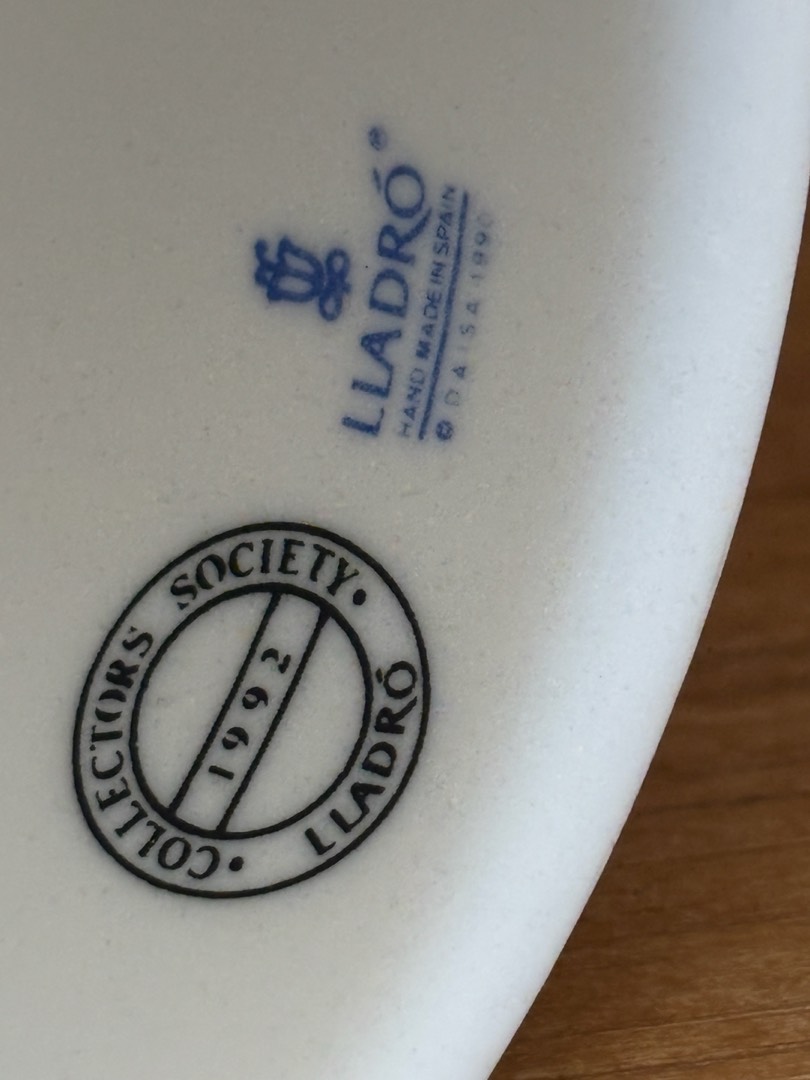 LLADRÓ®
HAND MADE IN SPAIN
© DAISA 199
COLLECTORS SOCIETY
1992
LLADRÓ